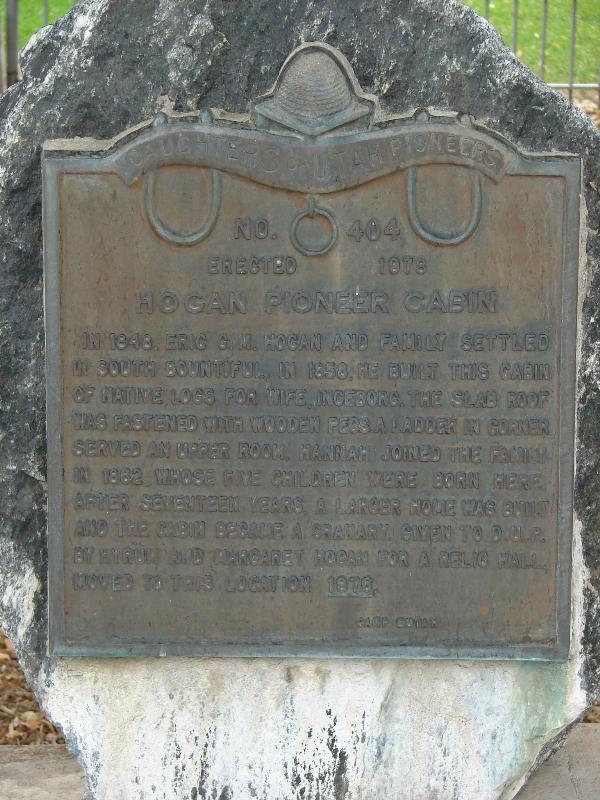 DAUGHTERS OF UTAH PIONEERS
NO. 404
ERECTED 1978
HOGAN PIONEER CABIN
IN 1848, ERIC G. M. HOGAN AND FAMILY SETTLED
IN SOUTH BOUNTIFUL, IN 1858, HE BUILT THIS CABIN
OF NATIVE LOGS FOR WIFE, INGEBORG. THE SLAB ROOF
WAS FASTENED WITH WOODEN PEGS. A LADDER IN CORNER
SERVED AN UPPER ROOM. HANNAH JOINED THE FAMILY
IN 1862, WHOSE FIVE CHILDREN WERE BORN HERE.
AFTER SEVENTEEN YEARS, A LARGER HOME WAS BUILT
AND THE CABIN BECAME A GRANARY. GIVEN TO D.U.P.
BY HYRUM AND MARGARET HOGAN FOR A RELIC HALL.
MOVED TO THIS LOCATION 1976.
CAMP